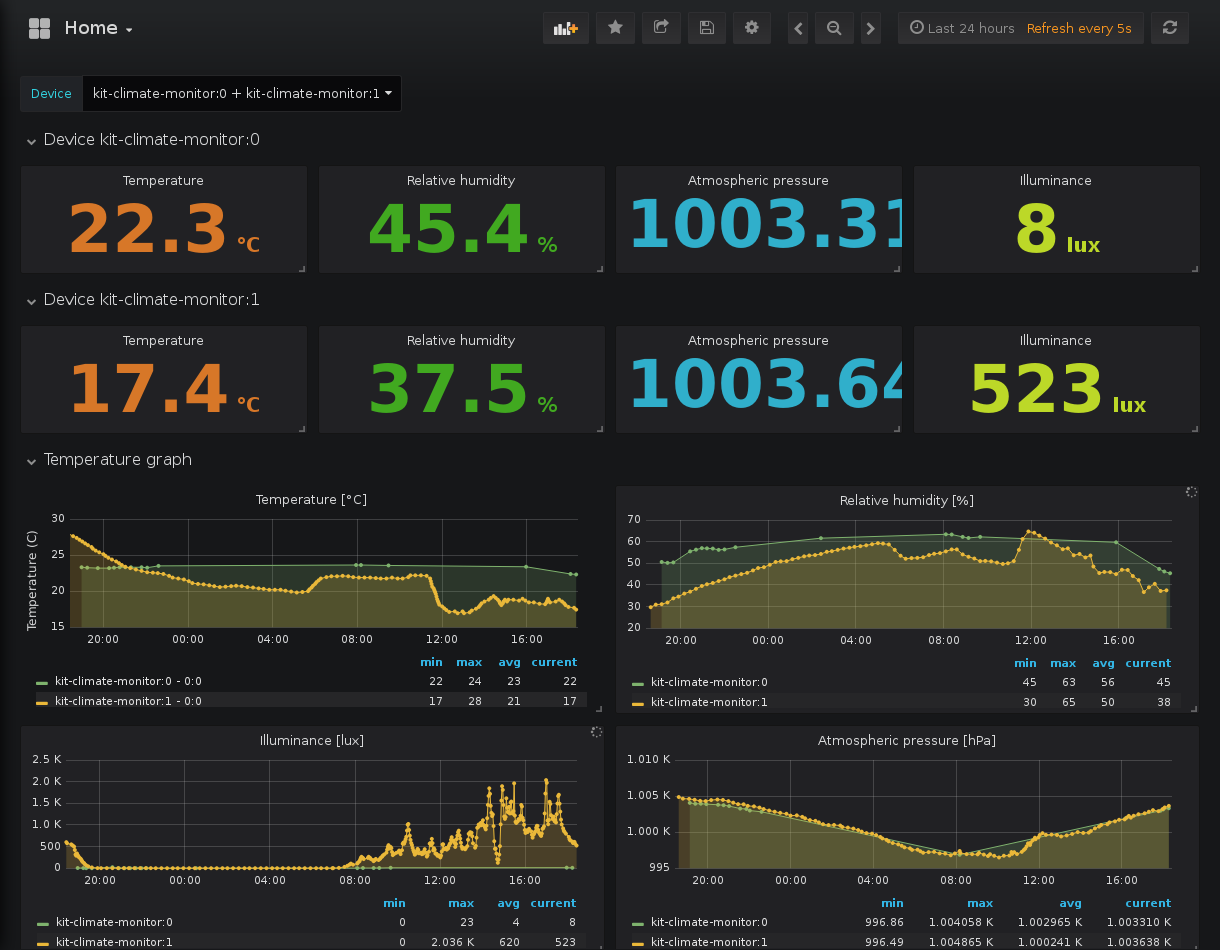 Home
Last 24 hours Refresh every 5s
Device kit-climate-monitor:0 + kit-climate-monitor:1
Device kit-climate-monitor:0
Temperature Relative humidity Atmospheric pressure Illuminance
22.3 °C 45.4 % 1003.31 8 lux
Device kit-climate-monitor:1
Temperature Relative humidity Atmospheric pressure Illuminance
17.4 °C 37.5 % 1003.64 523 lux
Temperature graph
Temperature [°C]
Temperature (C)
30
25
20
15
20:00 00:00 04:00 08:00 12:00 16:00
min max avg current
kit-climate-monitor:0 - 0:0 22 24 23 22
kit-climate-monitor:1 - 0:0 17 28 21 17
Relative humidity [%]
70
60
50
40
30
20
20:00 00:00 04:00 08:00 12:00 16:00
min max avg current
kit-climate-monitor:0 45 63 56 45
kit-climate-monitor:1 30 65 50 38
Illuminance [lux]
2.5 K
2.0 K
1.5 K
1.0 K
500
0
20:00 00:00 04:00 08:00 12:00 16:00
min max avg current
kit-climate-monitor:0 0 23 4 8
kit-climate-monitor:1 0 2.036 K 620 523
Atmospheric pressure [hPa]
1.010 K
1.005 K
1.000 K
995
20:00 00:00 04:00 08:00 12:00 16:00
min max avg current
kit-climate-monitor:0 996.86 1.004058 K 1.002965 K 1.003310 K
kit-climate-monitor:1 996.49 1.004865 K 1.000241 K 1.003638 K